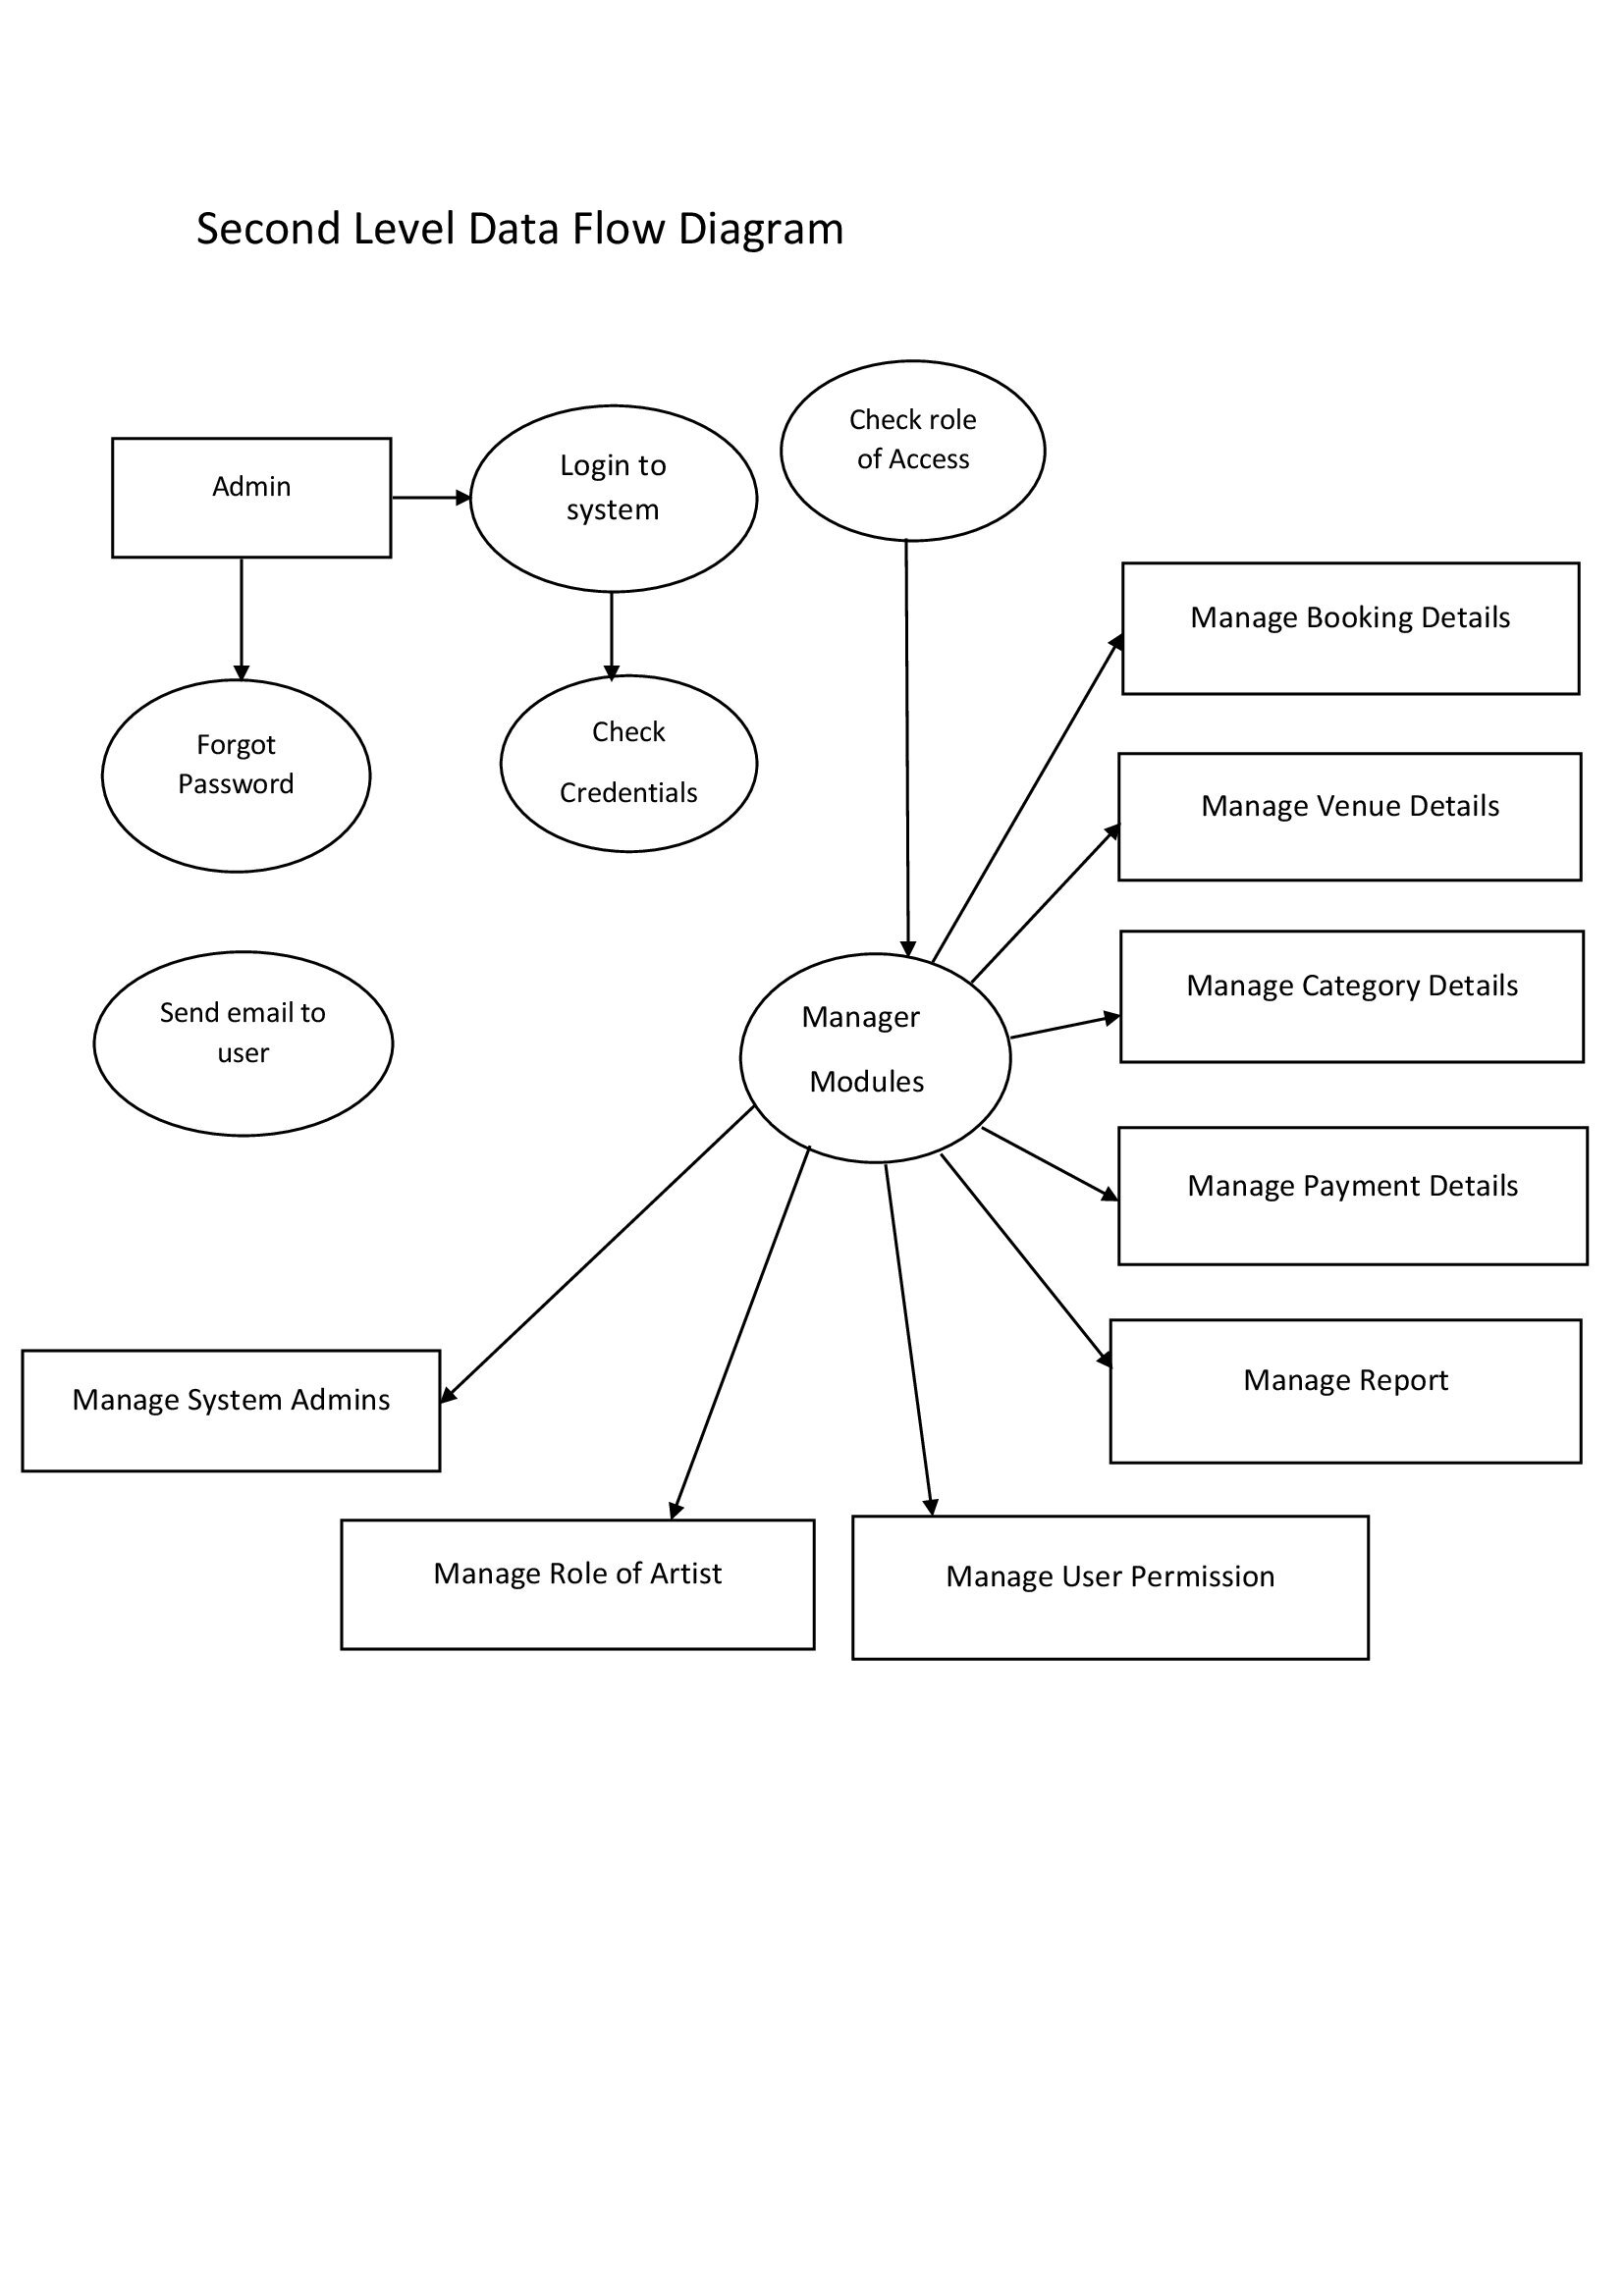 Second Level Data Flow Diagram
Check role
of Access
Login to
system
Admin
Manage Booking Details
Forgot
Password
Check
Credentials
Manage Venue Details
Send email to
user
Manager
Modules
Manage Category Details
Manage Payment Details
Manage Report
Manage System Admins
Manage Role of Artist
Manage User Permission